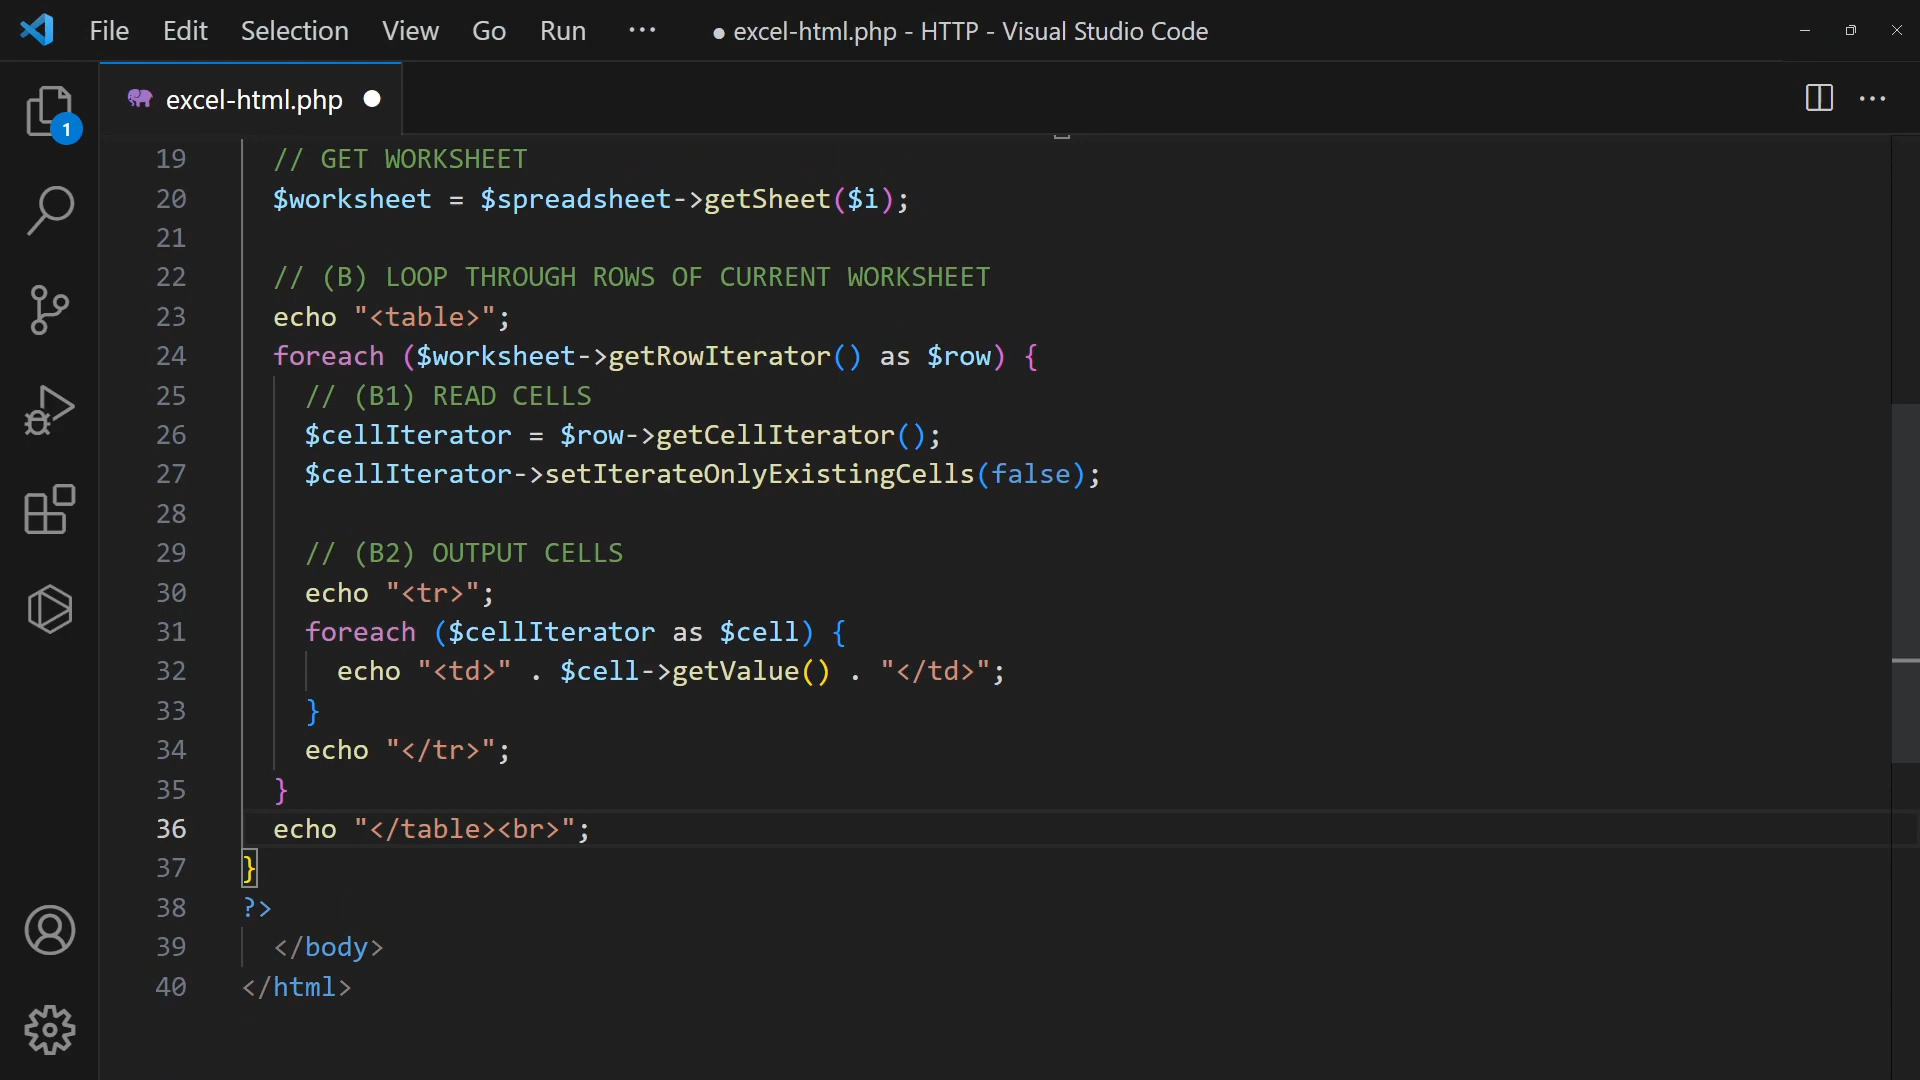 File Edit Selection View Go Run ··· ● excel-html.php - HTTP - Visual Studio Code
excel-html.php
1
19 // GET WORKSHEET
20 $worksheet = $spreadsheet->getSheet($i);
21
22 // (B) LOOP THROUGH ROWS OF CURRENT WORKSHEET
23 echo "<table>";
24 foreach ($worksheet->getRowIterator() as $row) {
25 // (B1) READ CELLS
26 $cellIterator = $row->getCellIterator();
27 $cellIterator->setIterateOnlyExistingCells(false);
28
29 // (B2) OUTPUT CELLS
30 echo "<tr>";
31 foreach ($cellIterator as $cell) {
32 echo "<td>" . $cell->getValue() . "</td>";
33 }
34 echo "</tr>";
35 }
36 echo "</table><br>";
37 }
38 ?>
39 </body>
40 </html>